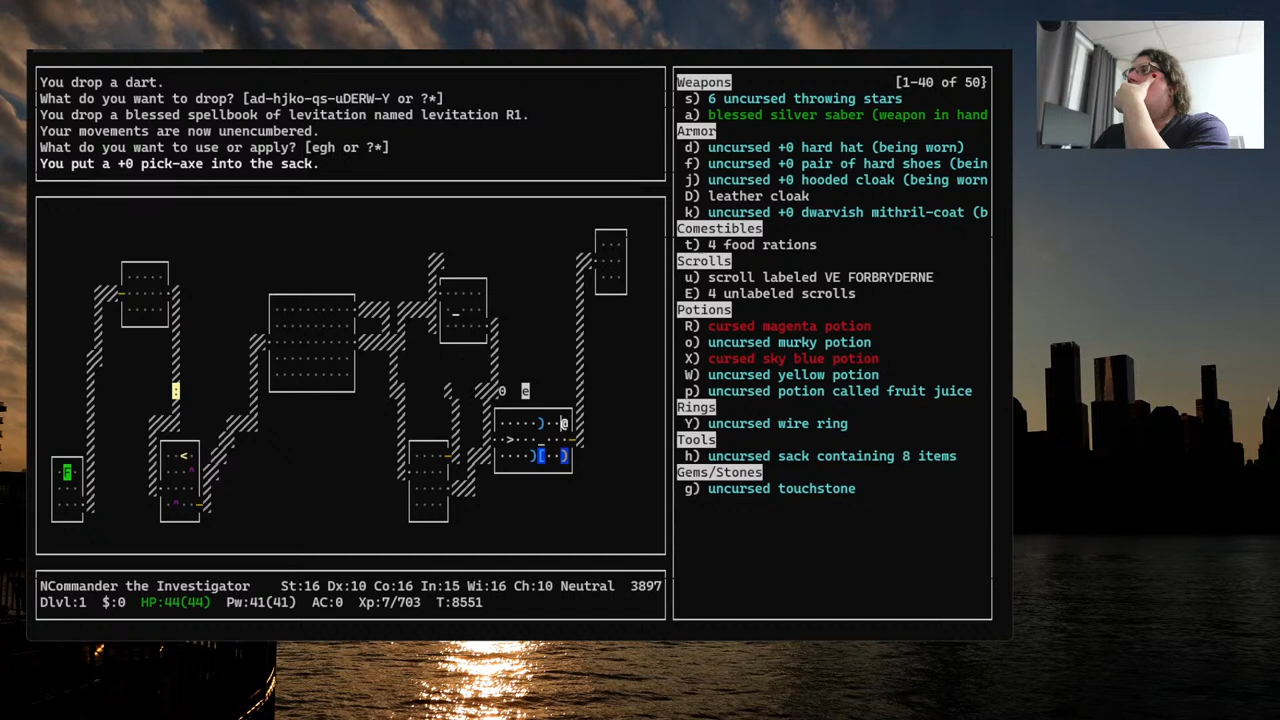 You drop a dart.
What do you want to drop? [ad-hjko-qs-uDERW-Y or ?*]
You drop a blessed spellbook of levitation named levitation R1.
Your movements are now unencumbered.
What do you want to use or apply? [egh or ?*]
You put a +0 pick-axe into the sack.
Weapons [1-40 of 50}
s) 6 uncursed throwing stars
a) blessed silver saber (weapon in hand
Armor
d) uncursed +0 hard hat (being worn)
f) uncursed +0 pair of hard shoes (bein
j) uncursed +0 hooded cloak (being worn
D) leather cloak
k) uncursed +0 dwarvish mithril-coat (b
Comestibles
t) 4 food rations
Scrolls
u) scroll labeled VE FORBRYDERNE
E) 4 unlabeled scrolls
Potions
R) cursed magenta potion
o) uncursed murky potion
X) cursed sky blue potion
W) uncursed yellow potion
p) uncursed potion called fruit juice
Rings
Y) uncursed wire ring
Tools
h) uncursed sack containing 8 items
Gems/Stones
g) uncursed touchstone
NCommander the Investigator St:16 Dx:10 Co:16 In:15 Wi:16 Ch:10 Neutral 3897
Dlvl:1 $:0 HP:44(44) Pw:41(41) AC:0 Xp:7/703 T:8551